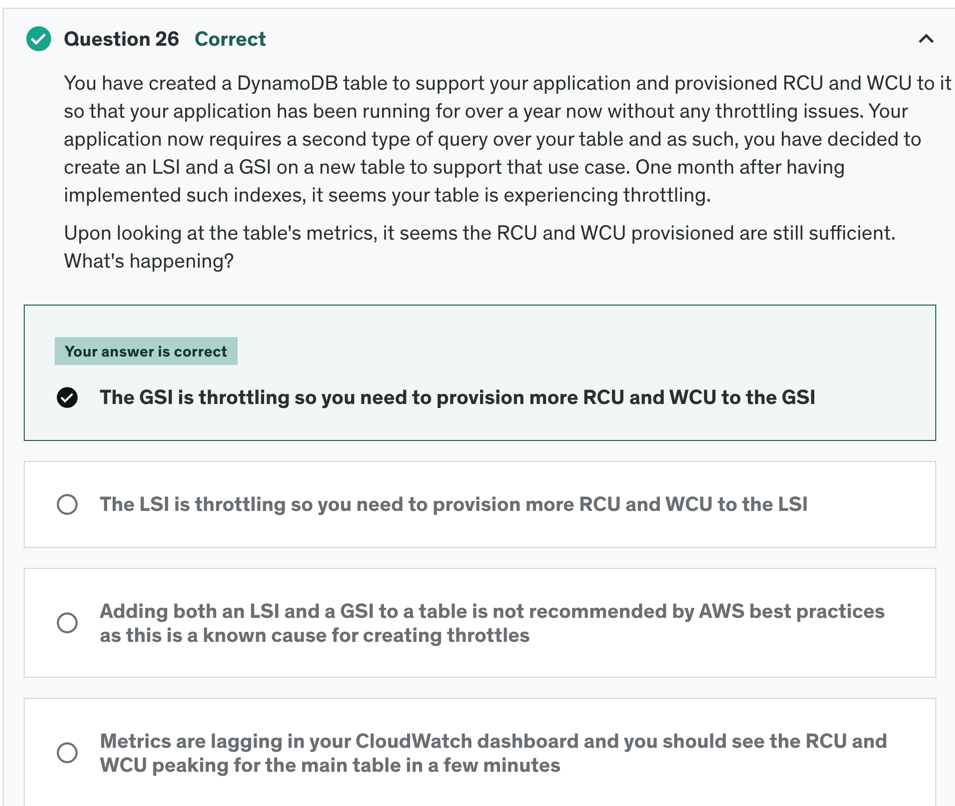 Question 26 Correct
You have created a DynamoDB table to support your application and provisioned RCU and WCU to it
so that your application has been running for over a year now without any throttling issues. Your
application now requires a second type of query over your table and as such, you have decided to
create an LSI and a GSI on a new table to support that use case. One month after having
implemented such indexes, it seems your table is experiencing throttling.
Upon looking at the table's metrics, it seems the RCU and WCU provisioned are still sufficient.
What's happening?
Your answer is correct
The GSI is throttling so you need to provision more RCU and WCU to the GSI
The LSI is throttling so you need to provision more RCU and WCU to the LSI
Adding both an LSI and a GSI to a table is not recommended by AWS best practices
as this is a known cause for creating throttles
Metrics are lagging in your CloudWatch dashboard and you should see the RCU and
WCU peaking for the main table in a few minutes